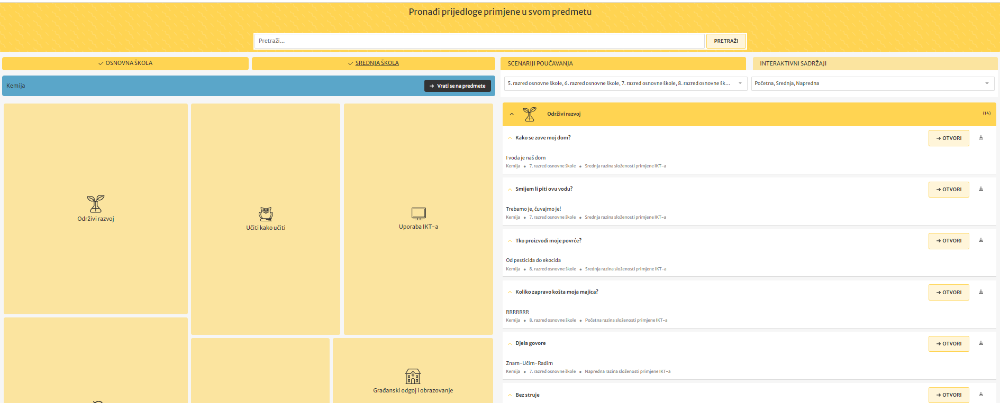 Pronađi prijedloge primjene u svom predmetu
Pretraži...
PRETRAŽI
OSNOVNA ŠKOLA
SREDNJA ŠKOLA
Kemija
→ Vrati se na predmete
Održivi razvoj
Učiti kako učiti
Uporaba IKT-a
Građanski odgoj i obrazovanje
SCENARIJI POUČAVANJA
INTERAKTIVNI SADRŽAJI
5. razred osnovne škole, 6. razred osnovne škole, 7. razred osnovne škole, 8. razred osnovne šk...
Početna, Srednja, Napredna
Održivi razvoj
(14)
Kako se zove moj dom?
→ OTVORI
I voda je naš dom
Kemija • 7. razred osnovne škole • Srednja razina složenosti primjene IKT-a
Smijem li piti ovu vodu?
→ OTVORI
Trebamo je, čuvajmo je!
Kemija • 7. razred osnovne škole • Srednja razina složenosti primjene IKT-a
Tko proizvodi moje povrće?
→ OTVORI
Od pesticida do ekocida
Kemija • 8. razred osnovne škole • Srednja razina složenosti primjene IKT-a
Koliko zapravo košta moja majica?
→ OTVORI
RRRRRRR
Kemija • 8. razred osnovne škole • Početna razina složenosti primjene IKT-a
Djela govore
→ OTVORI
Znam-Učim-Radim
Kemija • 7. razred osnovne škole • Napredna razina složenosti primjene IKT-a
Bez struje
→ OTVORI